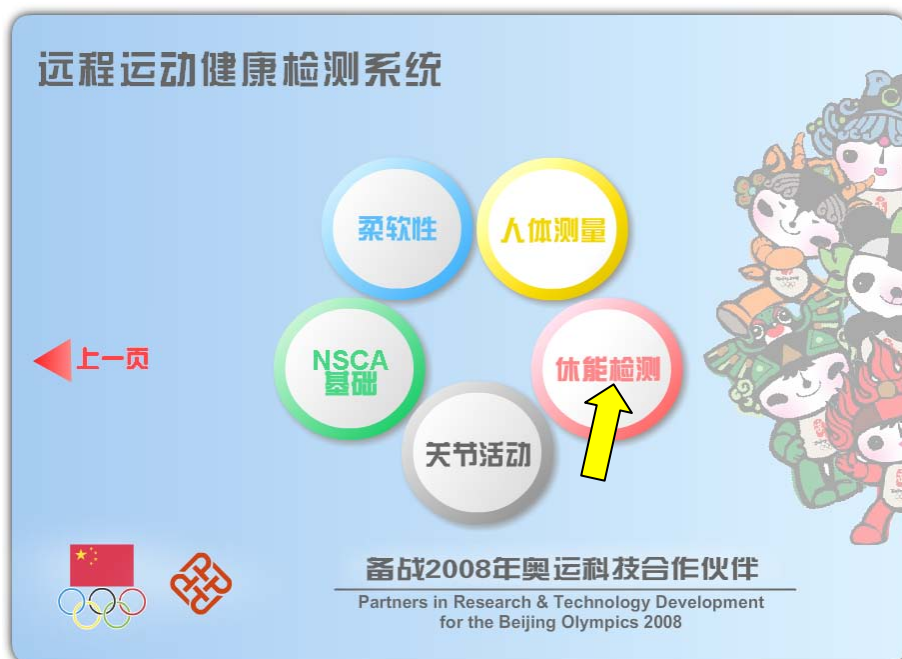 远程运动健康检测系统
柔软性
人体测量
NSCA
基础
休能检测
关节活动
上一页
备战2008年奥运科技合作伙伴
Partners in Research & Technology Development
for the Beijing Olympics 2008